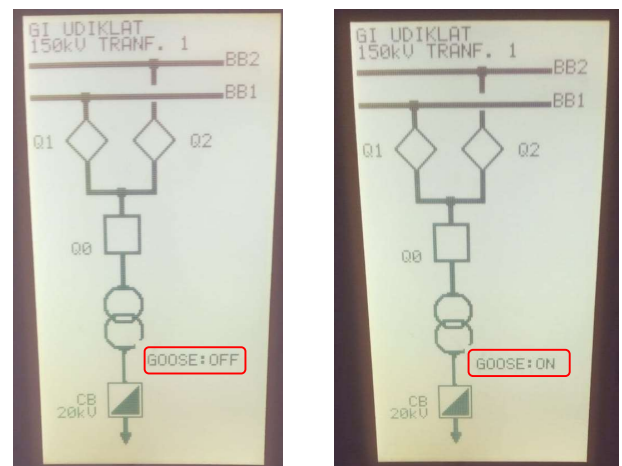 GI UDIKLAT
150kV TRANF. 1
BB2
BB1
Q1
Q2
Q0
GOOSE:OFF
CB
20kV
GI UDIKLAT
150kV TRANF. 1
BB2
BB1
Q1
Q2
Q0
GOOSE:ON
CB
20kV